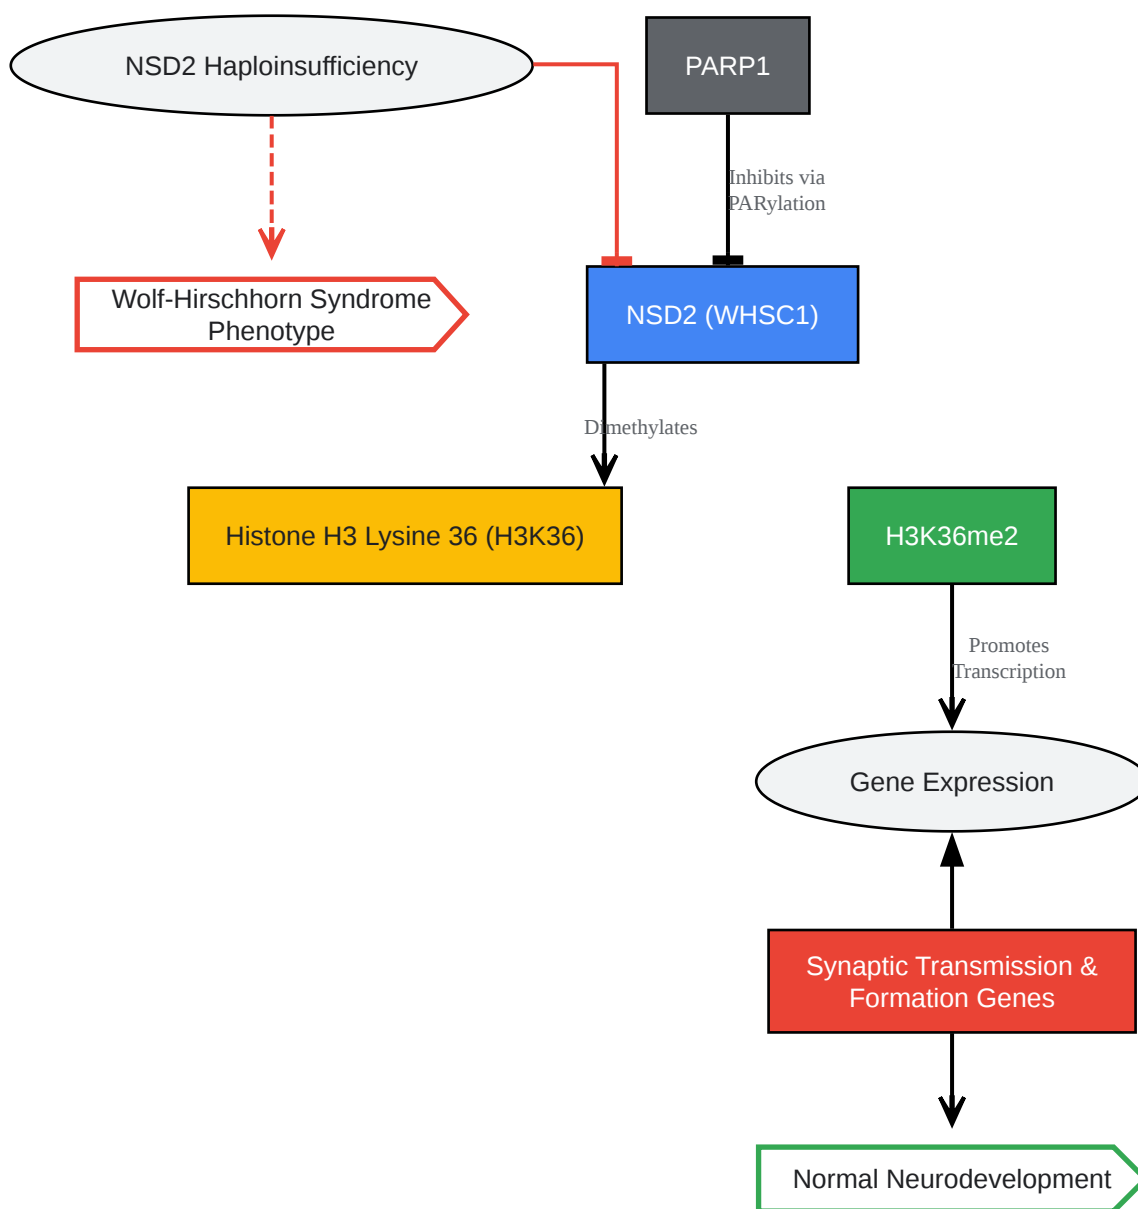 NSD2 Haploinsufficiency
PARP1
Inhibits via
PARylation
Wolf-Hirschhorn Syndrome
Phenotype
NSD2 (WHSC1)
Dimethylates
Histone H3 Lysine 36 (H3K36)
H3K36me2
Promotes
Transcription
Gene Expression
Synaptic Transmission &
Formation Genes
Normal Neurodevelopment